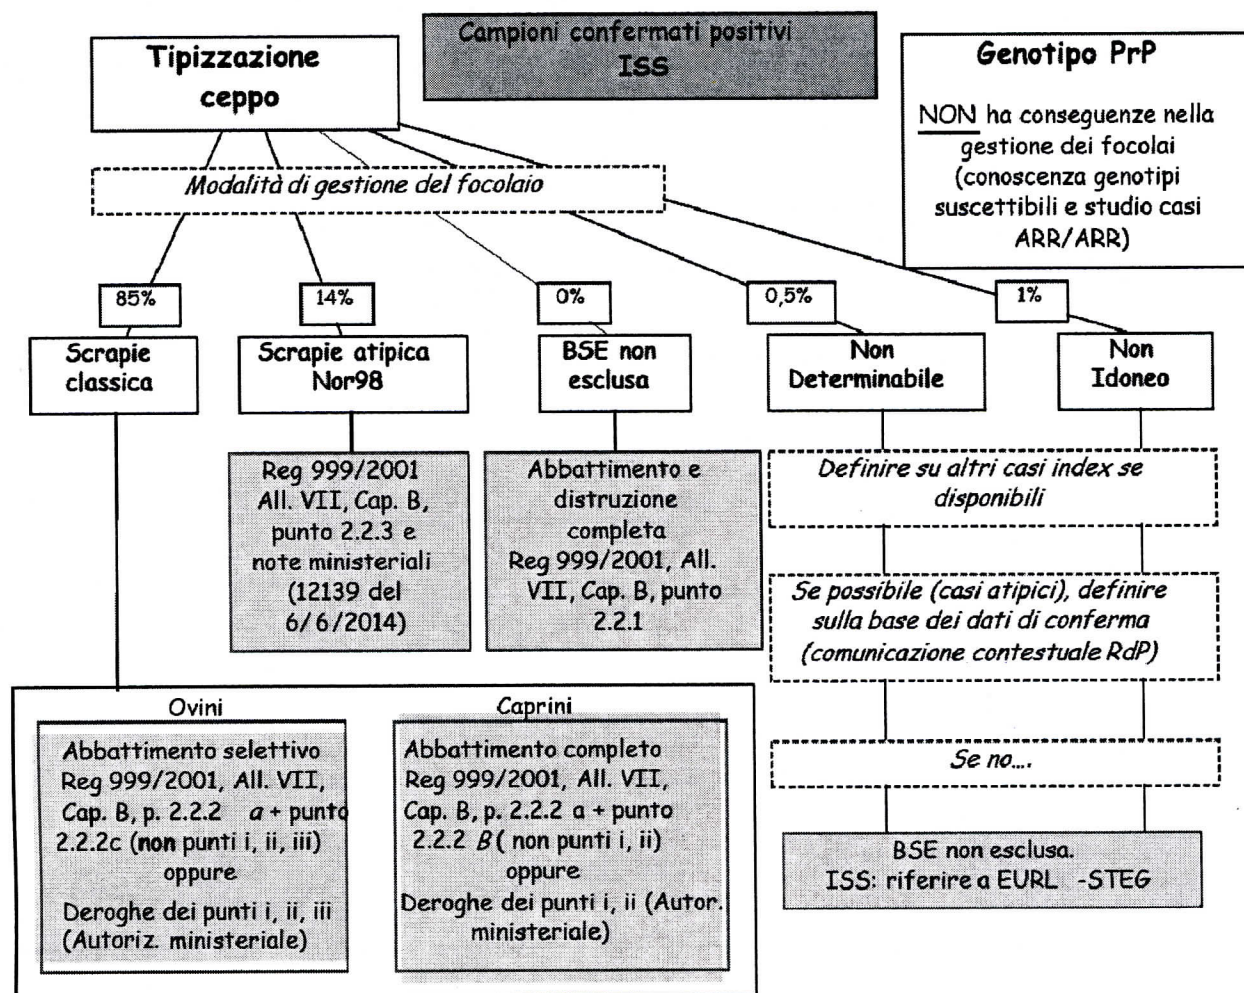 Campioni confermati positivi
ISS
Tipizzazione
ceppo
Genotipo PrP
NON ha conseguenze nella
gestione dei focolai
(conoscenza genotipi
suscettibili e studio casi
ARR/ARR)
Modalità di gestione del focolaio
85%
14%
0%
0,5%
1%
Scrapie
classica
Scrapie atipica
Nor98
BSE non
esclusa
Non
Determinabile
Non
Idoneo
Reg 999/2001
All. VII, Cap. B,
punto 2.2.3 e
note ministeriali
(12139 del
6/6/2014)
Abbattimento e
distruzione
completa
Reg 999/2001, All.
VII, Cap. B, punto
2.2.1
Definire su altri casi index se
disponibili
Se possibile (casi atipici), definire
sulla base dei dati di conferma
(comunicazione contestuale RdP)
Se no....
BSE non esclusa.
ISS: riferire a EURL -STEG
Ovini
Abbattimento selettivo
Reg 999/2001, All. VII,
Cap. B, p. 2.2.2 a + punto
2.2.2c (non punti i, ii, iii)
oppure
Deroghe dei punti i, ii, iii
(Autoriz. ministeriale)
Caprini
Abbattimento completo
Reg 999/2001, All. VII,
Cap. B, p. 2.2.2 a + punto
2.2.2 B ( non punti i, ii)
oppure
Deroghe dei punti i, ii (Autor.
ministeriale)